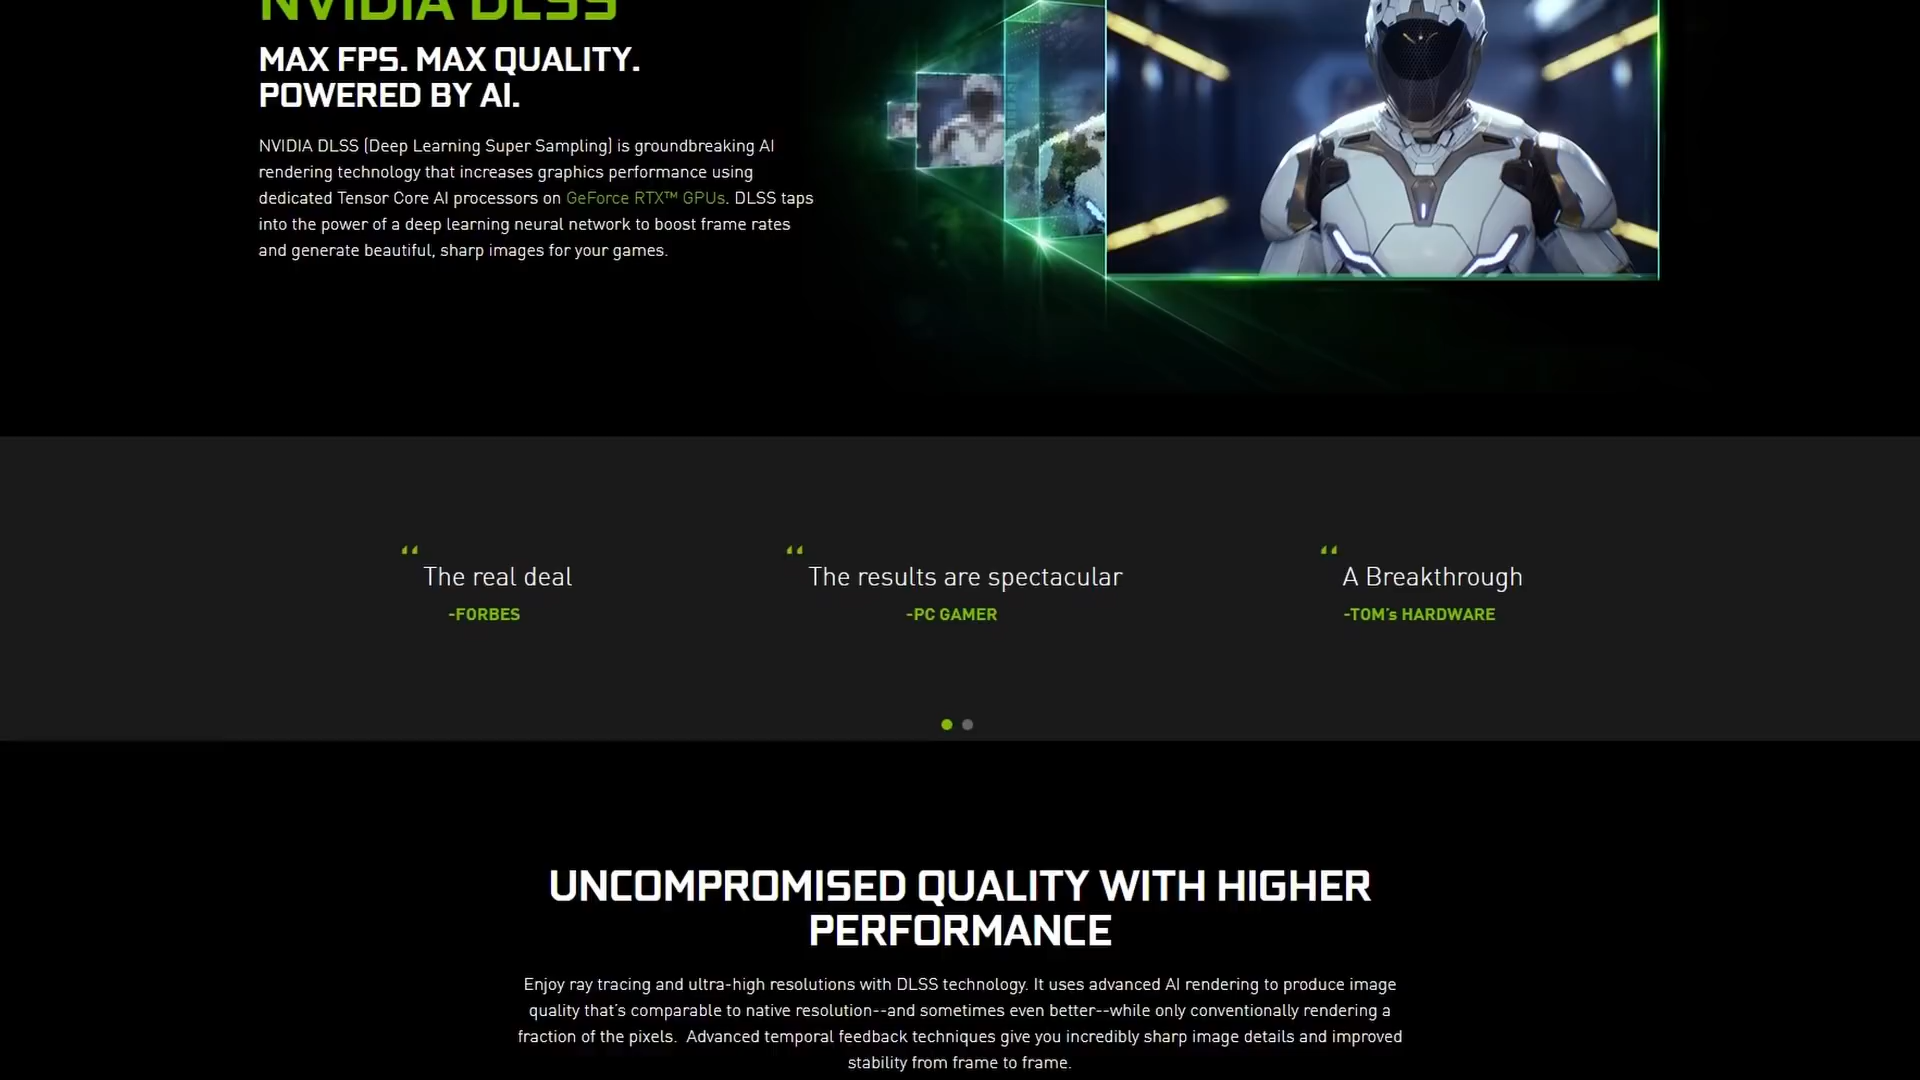 NVIDIA DLSS
MAX FPS. MAX QUALITY.
POWERED BY AI.
NVIDIA DLSS (Deep Learning Super Sampling) is groundbreaking AI
rendering technology that increases graphics performance using
dedicated Tensor Core AI processors on GeForce RTX™ GPUs. DLSS taps
into the power of a deep learning neural network to boost frame rates
and generate beautiful, sharp images for your games.
“ The real deal
-FORBES
“ The results are spectacular
-PC GAMER
“ A Breakthrough
-TOM's HARDWARE
UNCOMPROMISED QUALITY WITH HIGHER
PERFORMANCE
Enjoy ray tracing and ultra-high resolutions with DLSS technology. It uses advanced AI rendering to produce image
quality that's comparable to native resolution--and sometimes even better--while only conventionally rendering a
fraction of the pixels.  Advanced temporal feedback techniques give you incredibly sharp image details and improved
stability from frame to frame.